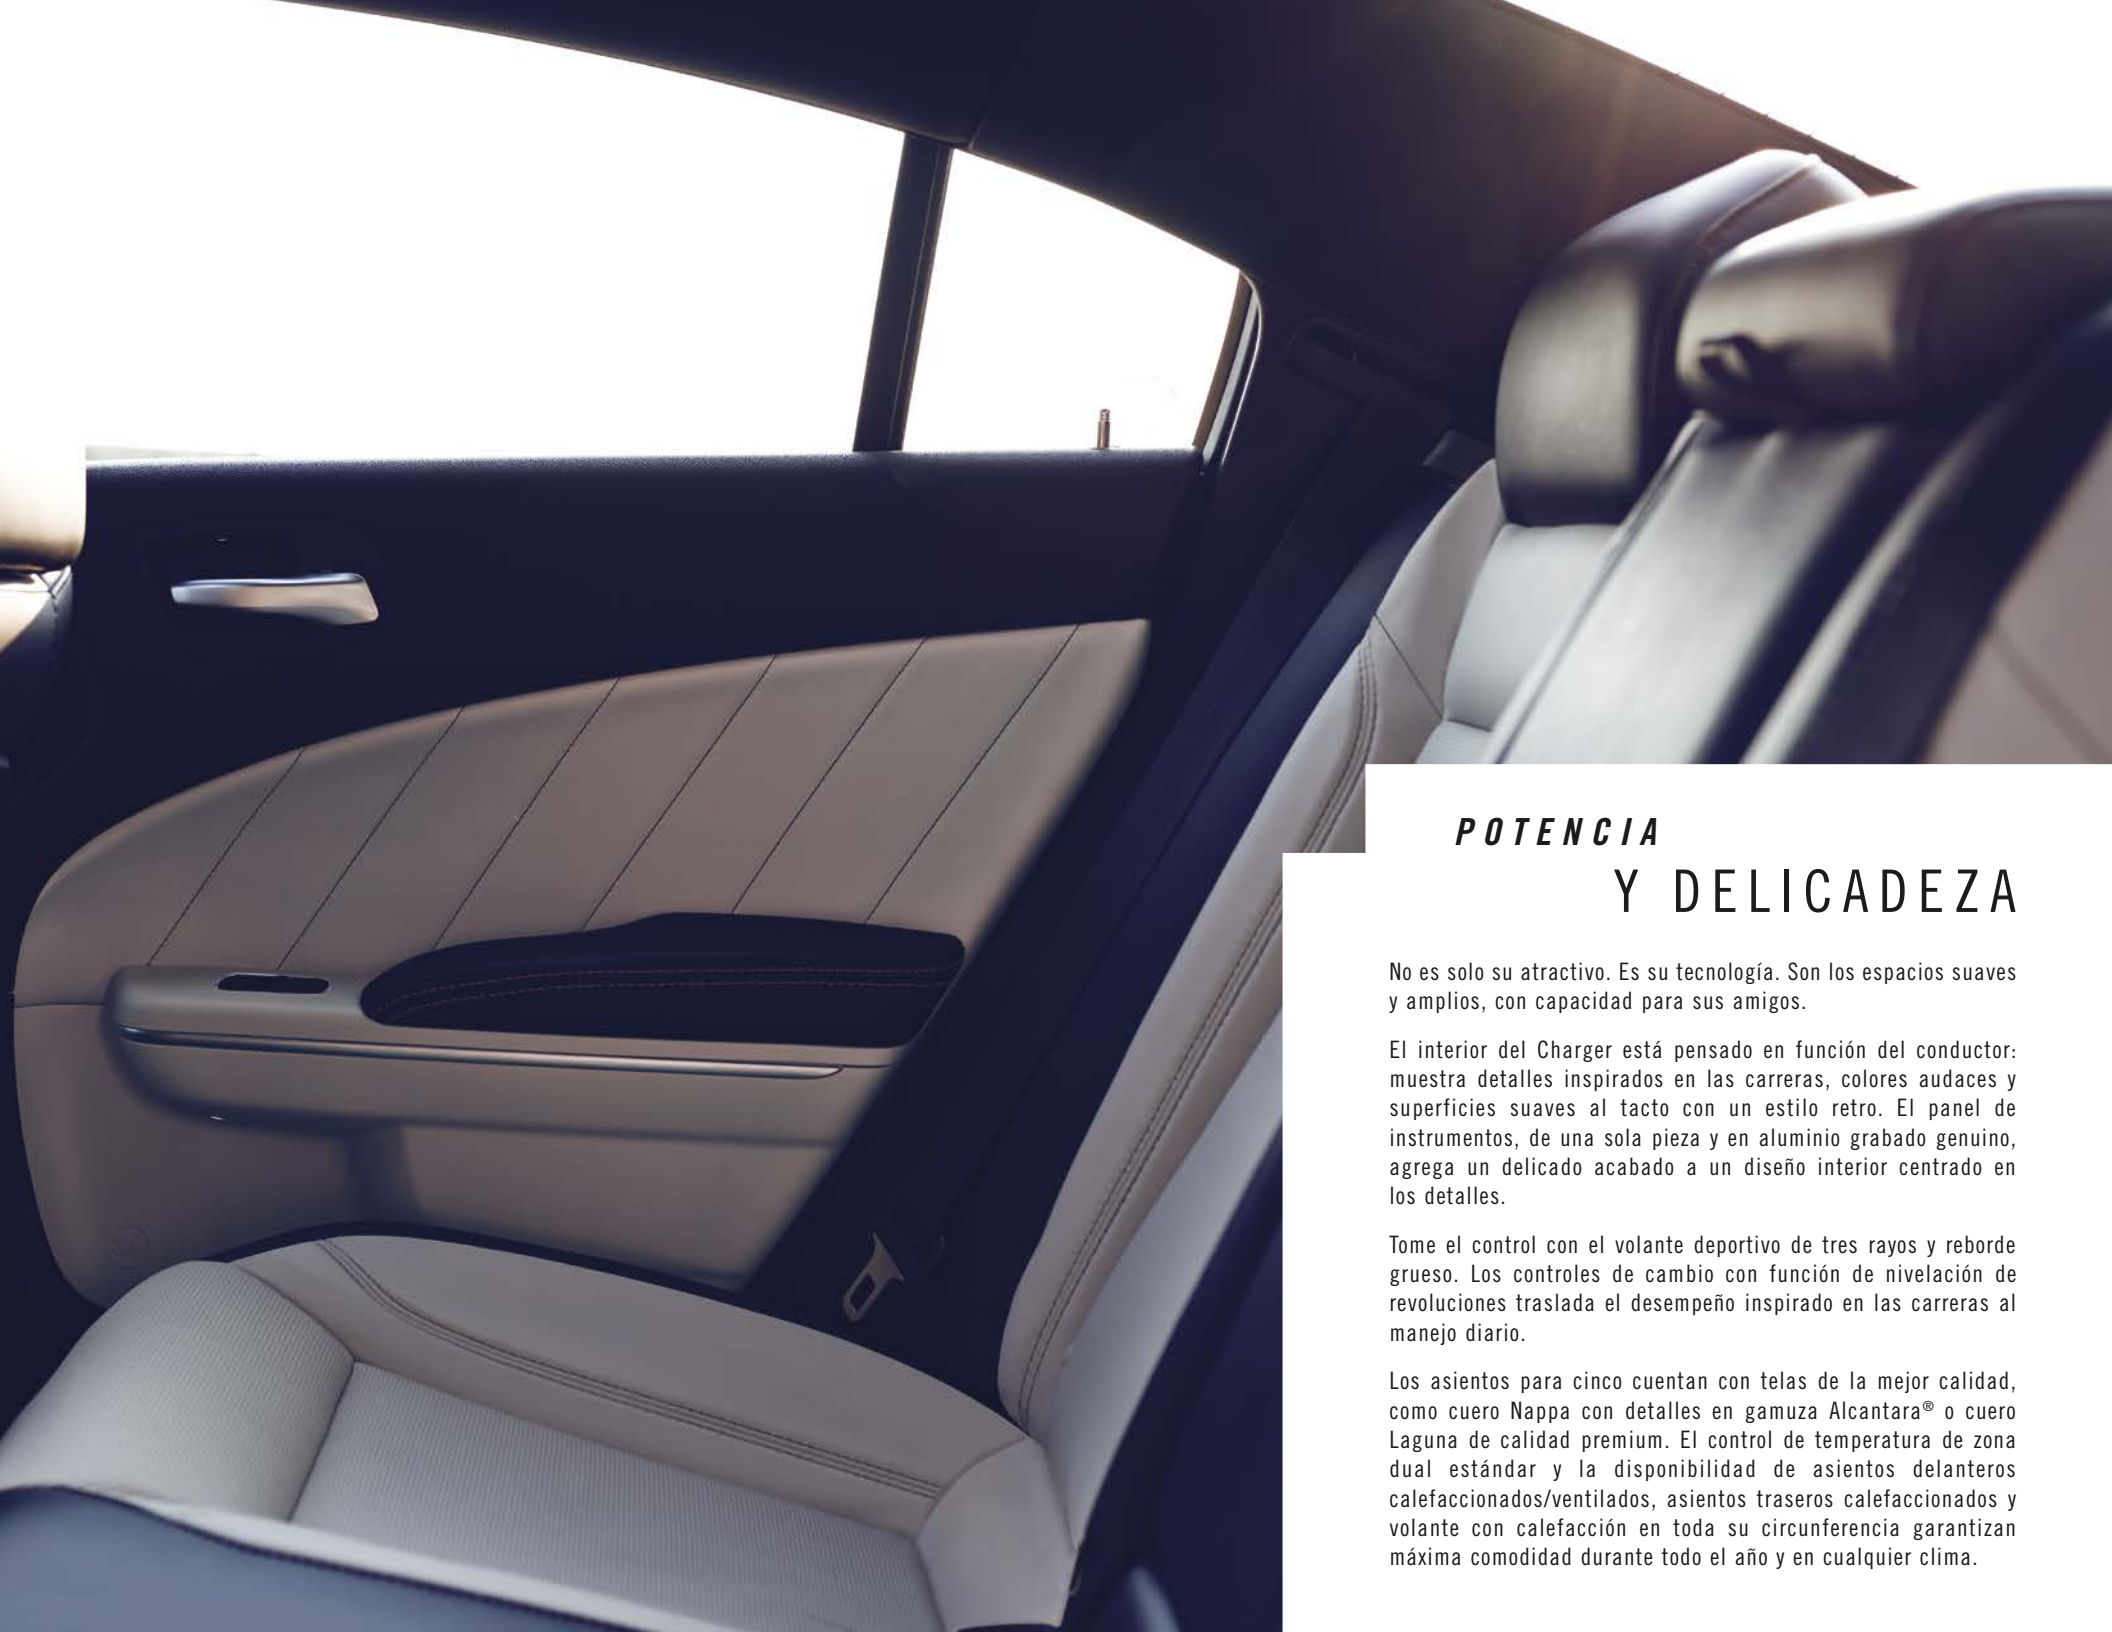 POTENCIA
Y DELICADEZA
No es solo su atractivo. Es su tecnología. Son los espacios suaves
y amplios, con capacidad para sus amigos.
El interior del Charger está pensado en función del conductor:
muestra detalles inspirados en las carreras, colores audaces y
superficies suaves al tacto con un estilo retro. El panel de
instrumentos, de una sola pieza y en aluminio grabado genuino,
agrega un delicado acabado a un diseño interior centrado en
los detalles.
Tome el control con el volante deportivo de tres rayos y reborde
grueso. Los controles de cambio con función de nivelación de
revoluciones traslada el desempeño inspirado en las carreras al
manejo diario.
Los asientos para cinco cuentan con telas de la mejor calidad,
como cuero Nappa con detalles en gamuza Alcantara® o cuero
Laguna de calidad premium. El control de temperatura de zona
dual estándar y la disponibilidad de asientos delanteros
calefaccionados/ventilados, asientos traseros calefaccionados y
volante con calefacción en toda su circunferencia garantizan
máxima comodidad durante todo el año y en cualquier clima.